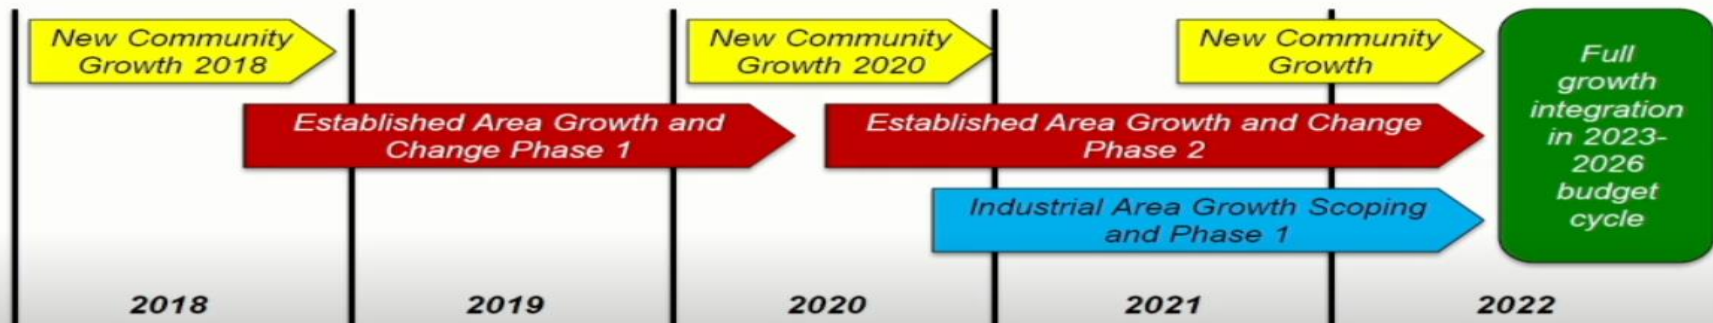 New Community
Growth 2018
New Community
Growth 2020
New Community
Growth
Established Area Growth and
Change Phase 1
Established Area Growth and Change
Phase 2
Industrial Area Growth Scoping
and Phase 1
Full
growth
integration
in 2023-
2026
budget
cycle
2018
2019
2020
2021
2022